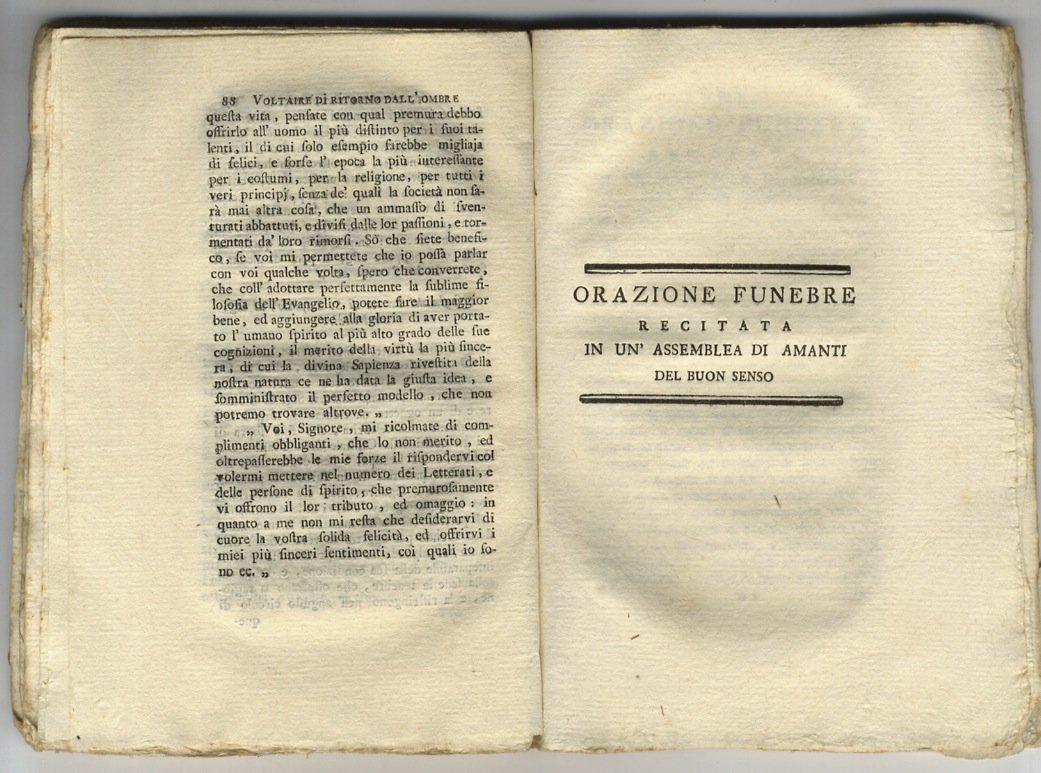 88 VOLTAIRE DI RITORNO DALL' OMBRE
queſta vita, penſate con qual premura debbo
offrirlo all' uomo il più diſtinto per i ſuoi ta-
lenti, il di cui ſolo eſempio farebbe migliaja
di felici, e forſe l' epoca la più intereſſante
per i coſtumi, per la religione, per tutti i
veri principj, ſenza de' quali la ſocietà non ſa-
rà mai altra coſa, che un ammaſſo di ſven-
turati abbattuti, e diviſi dalle lor paſſioni, e tor-
mentati da' loro rimorſi. Sò che ſiete benefi-
co, ſe voi mi permettete che io poſſa parlar
con voi qualche volta, ſpero che converrete,
che coll' adottare perfettamente la ſublime fi-
loſofia dell' Evangelio, potete fare il maggior
bene, ed aggiungere alla gloria di aver porta-
to l' umano ſpirito al più alto grado delle ſue
cognizioni, il merito della virtù la più ſince-
ra, di cui la divina Sapienza riveſtita della
noſtra natura ce ne ha data la giuſta idea, e
ſomminiſtrato il perfetto modello, che non
potremo trovare altrove. „
„ Voi, Signore, mi ricolmate di com-
plimenti obbliganti, che Io non merito, ed
oltrepaſſerebbe le mie forze il riſpondervi col
volermi mettere nel numero dei Letterati, e
delle perſone di ſpirito, che premuroſamente
vi offrono il lor tributo, ed omaggio: in
quanto a me non mi reſta che deſiderarvi di
cuore la voſtra ſolida felicità, ed offrirvi i
miei più ſinceri ſentimenti, coi quali io ſo-
no ec. „
ORAZIONE FUNEBRE
RECITATA
IN UN' ASSEMBLEA DI AMANTI
DEL BUON SENSO